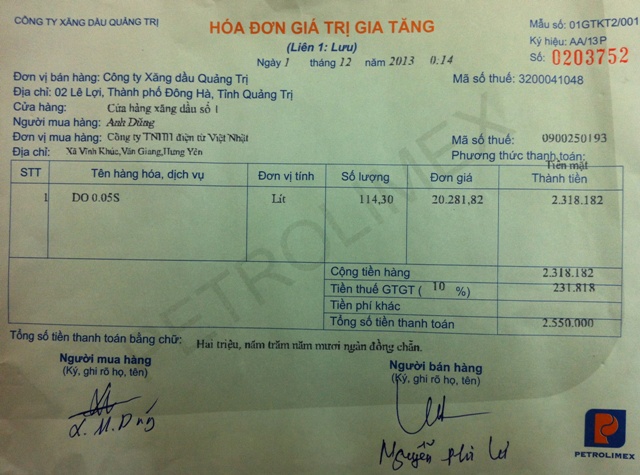 CÔNG TY XĂNG DẦU QUẢNG TRỊ
HÓA ĐƠN GIÁ TRỊ GIA TĂNG
(Liên 1: Lưu)
Ngày 1 tháng 12 năm 2013 0:14
Mẫu số: 01GTKT2/001
Ký hiệu: AA/13P
Số: 0203752
Đơn vị bán hàng: Công ty Xăng dầu Quảng Trị
Mã số thuế: 3200041048
Địa chỉ: 02 Lê Lợi, Thành phố Đông Hà, Tỉnh Quảng Trị
Cửa hàng: Cửa hàng xăng dầu số 1
Người mua hàng: Anh Dũng
Đơn vị mua hàng: Công ty TNHH điện tử Việt Nhật
Mã số thuế: 0900250193
Địa chỉ: Xã Vĩnh Khúc,Văn Giang,Hưng Yên
Phương thức thanh toán: Tiền mặt
STT Tên hàng hóa, dịch vụ Đơn vị tính Số lượng Đơn giá Thành tiền
1 DO 0.05S Lít 114,30 20.281,82 2.318.182
Cộng tiền hàng 2.318.182
Tiền thuế GTGT ( 10 %) 231.818
Tiền phí khác
Tổng số tiền thanh toán 2.550.000
Tổng số tiền thanh toán bằng chữ: Hai triệu, năm trăm năm mươi ngàn đồng chẵn.
Người mua hàng
(Ký, ghi rõ họ, tên)
Người bán hàng
(Ký, ghi rõ họ, tên)
Nguyễn
PETROLIMEX
PETROLIMEX